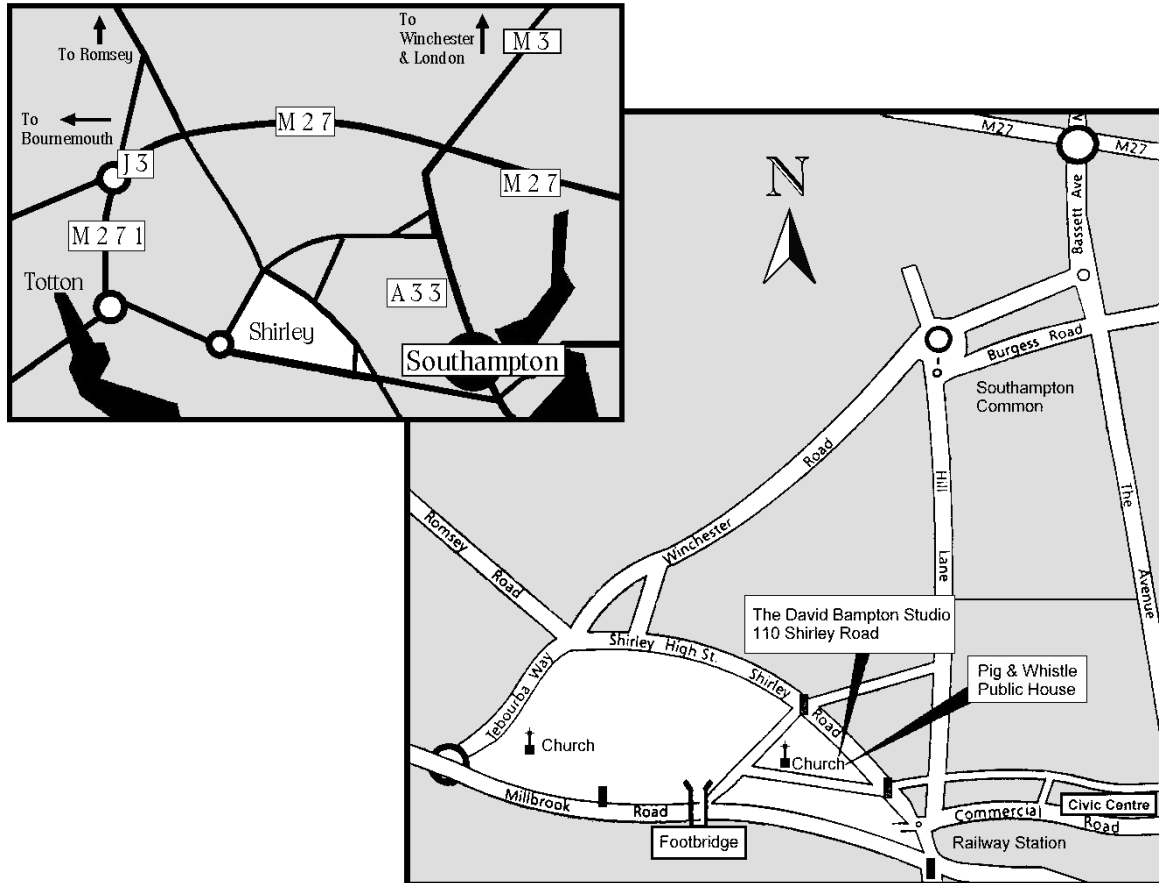 To Romsey
To
Winchester
& London
M 3
To
Bournemouth
M 2 7
J 3
M 2 7
M 2 7 1
Totton
A 3 3
Shirley
Southampton
M27
M27
N
Bassett Ave
Burgess Road
Southampton
Common
Winchester Road
Hill Lane
The Avenue
Romsey Road
The David Bampton Studio
110 Shirley Road
Shirley High St.
Shirley Road
Pig & Whistle
Public House
Tebourba Way
Church
Church
Millbrook Road
Civic Centre
Commercial Road
Footbridge
Railway Station